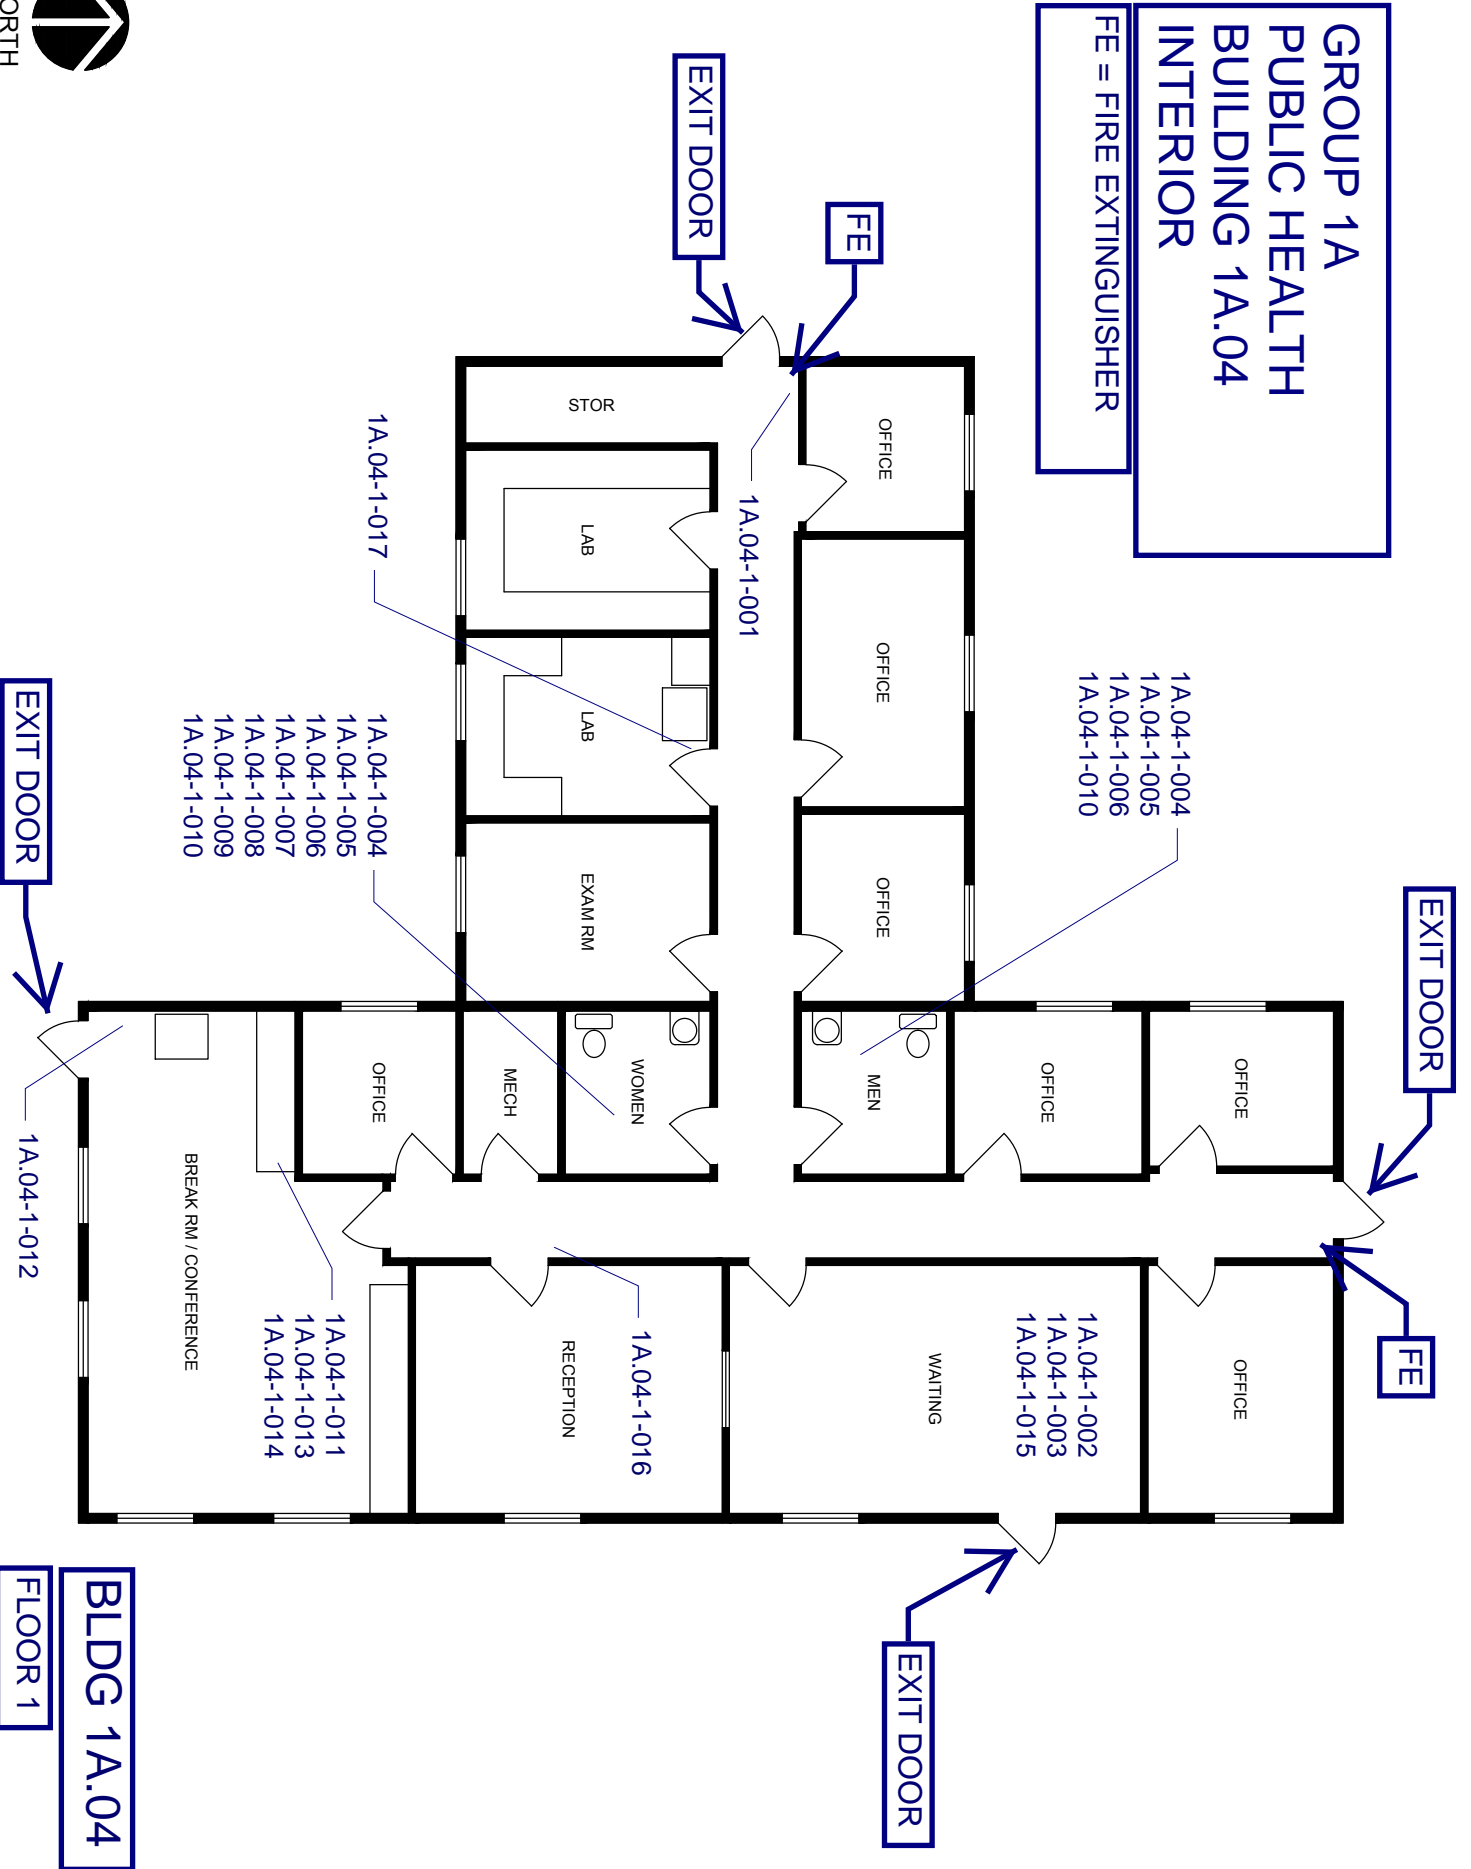 GROUP 1A
PUBLIC HEALTH
BUILDING 1A.04
INTERIOR
FE = FIRE EXTINGUISHER
EXIT DOOR
FE
EXIT DOOR
FE
OFFICE
OFFICE
OFFICE
1A.04-1-004
1A.04-1-005
1A.04-1-006
1A.04-1-010
OFFICE
OFFICE
OFFICE
MEN
1A.04-1-002
1A.04-1-003
1A.04-1-015
WAITING
EXIT DOOR
EXIT DOOR
1A.04-1-001
STOR
LAB
LAB
EXAM RM
WOMEN
MECH
OFFICE
1A.04-1-016
RECEPTION
1A.04-1-017
1A.04-1-004
1A.04-1-005
1A.04-1-006
1A.04-1-007
1A.04-1-008
1A.04-1-009
1A.04-1-010
1A.04-1-011
1A.04-1-013
1A.04-1-014
BREAK RM / CONFERENCE
EXIT DOOR
1A.04-1-012
BLDG 1A.04
FLOOR 1
ORTH